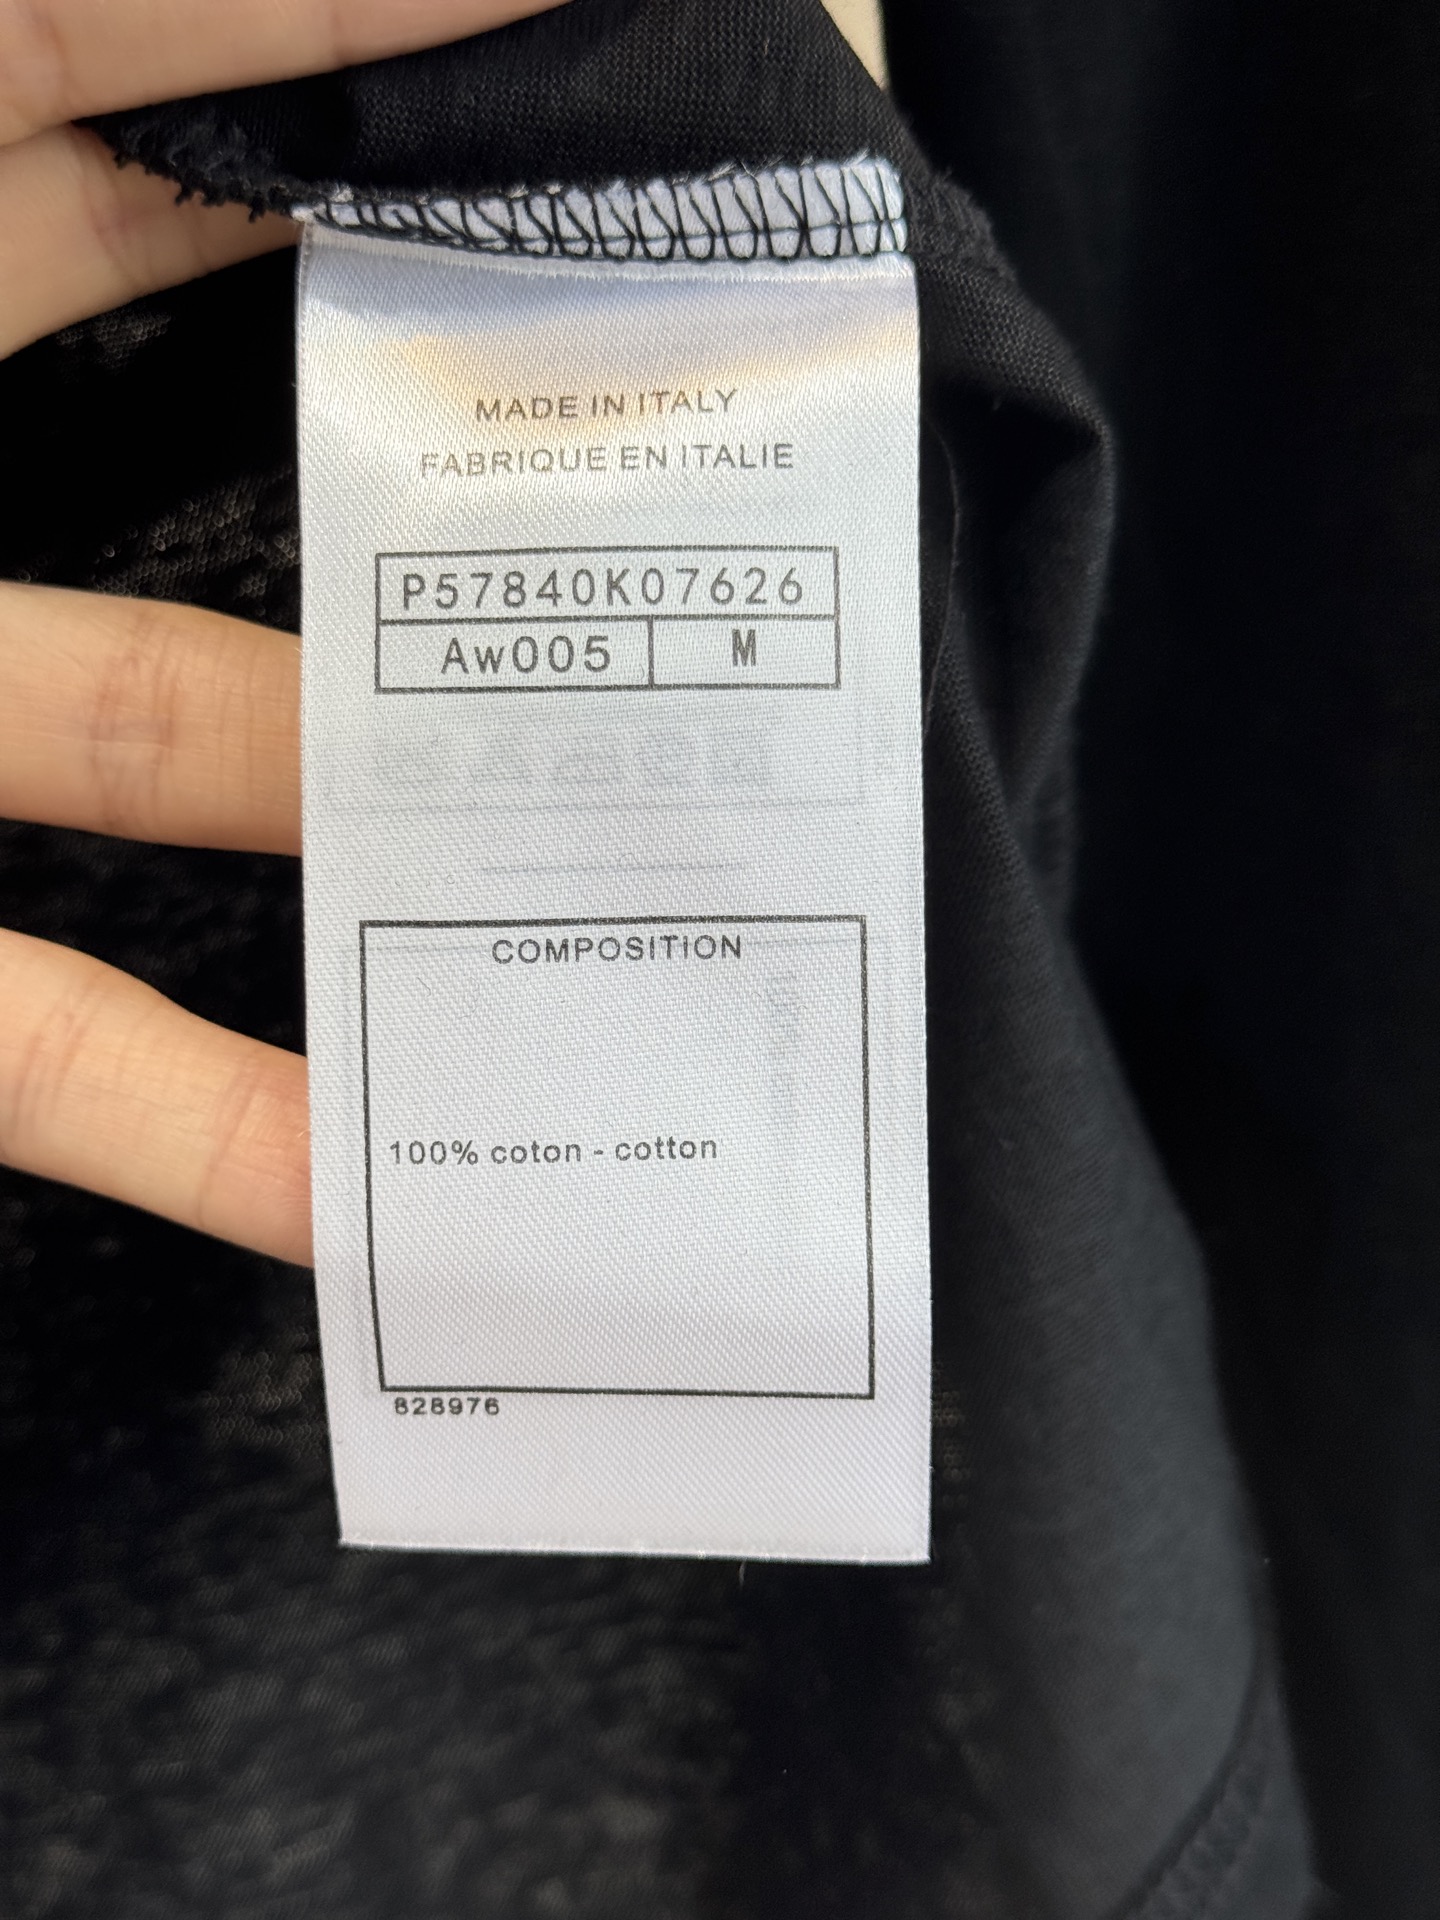 MADE IN ITALY
FABRIQUE EN ITALIE
P57840K07626
Aw005 M
COMPOSITION
100% coton - cotton
828976